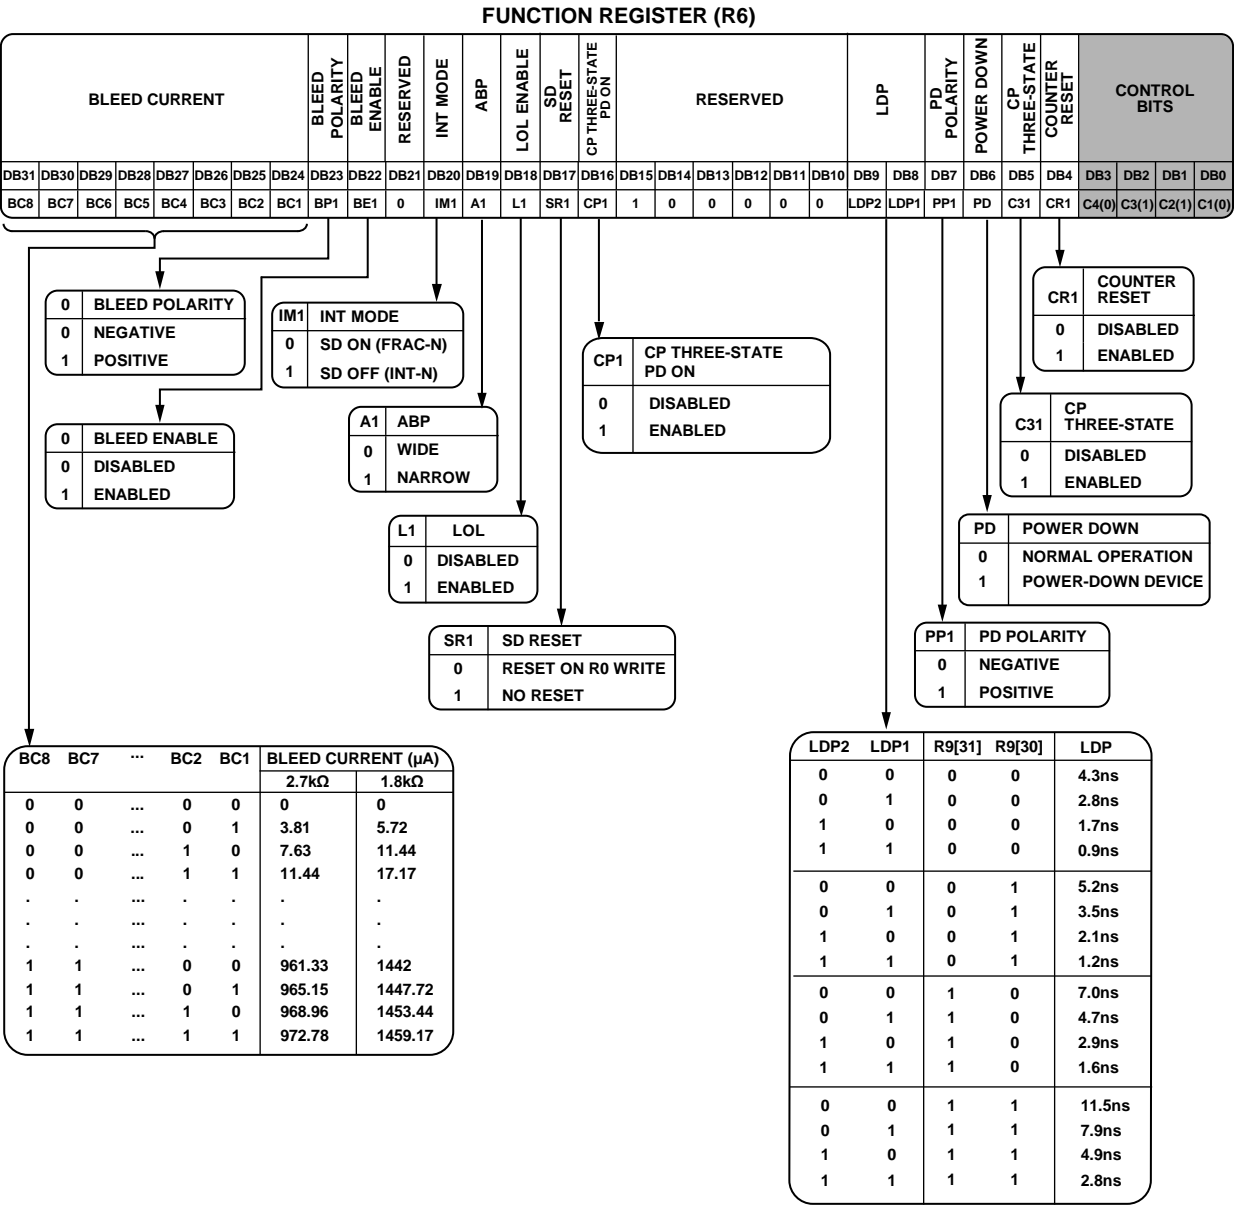 FUNCTION REGISTER (R6)
BLEED CURRENT
BLEED POLARITY
BLEED ENABLE
RESERVED
INT MODE
ABP
LOL ENABLE
SD RESET
CP THREE-STATE PD ON
RESERVED
LDP
PD POLARITY
POWER DOWN
CP THREE-STATE
COUNTER RESET
CONTROL BITS
DB31 DB30 DB29 DB28 DB27 DB26 DB25 DB24 DB23 DB22 DB21 DB20 DB19 DB18 DB17 DB16 DB15 DB14 DB13 DB12 DB11 DB10 DB9 DB8 DB7 DB6 DB5 DB4 DB3 DB2 DB1 DB0
BC8 BC7 BC6 BC5 BC4 BC3 BC2 BC1 BP1 BE1 0 IM1 A1 L1 SR1 CP1 1 0 0 0 0 0 LDP2 LDP1 PP1 PD C31 CR1 C4(0) C3(1) C2(1) C1(0)
0 BLEED POLARITY
0 NEGATIVE
1 POSITIVE
0 BLEED ENABLE
0 DISABLED
1 ENABLED
IM1 INT MODE
0 SD ON (FRAC-N)
1 SD OFF (INT-N)
A1 ABP
0 WIDE
1 NARROW
L1 LOL
0 DISABLED
1 ENABLED
SR1 SD RESET
0 RESET ON R0 WRITE
1 NO RESET
CP1 CP THREE-STATE
PD ON
0 DISABLED
1 ENABLED
CR1 COUNTER
RESET
0 DISABLED
1 ENABLED
C31 CP
THREE-STATE
0 DISABLED
1 ENABLED
PD POWER DOWN
0 NORMAL OPERATION
1 POWER-DOWN DEVICE
PP1 PD POLARITY
0 NEGATIVE
1 POSITIVE
BC8 BC7 ... BC2 BC1 BLEED CURRENT (µA)
2.7kΩ 1.8kΩ
0 0 ... 0 0 0 0
0 0 ... 0 1 3.81 5.72
0 0 ... 1 0 7.63 11.44
0 0 ... 1 1 11.44 17.17
. . ... . . . .
. . ... . . . .
. . ... . . . .
1 1 ... 0 0 961.33 1442
1 1 ... 0 1 965.15 1447.72
1 1 ... 1 0 968.96 1453.44
1 1 ... 1 1 972.78 1459.17
LDP2 LDP1 R9[31] R9[30] LDP
0 0 0 0 4.3ns
0 1 0 0 2.8ns
1 0 0 0 1.7ns
1 1 0 0 0.9ns
0 0 0 1 5.2ns
0 1 0 1 3.5ns
1 0 0 1 2.1ns
1 1 0 1 1.2ns
0 0 1 0 7.0ns
0 1 1 0 4.7ns
1 0 1 0 2.9ns
1 1 1 0 1.6ns
0 0 1 1 11.5ns
0 1 1 1 7.9ns
1 0 1 1 4.9ns
1 1 1 1 2.8ns